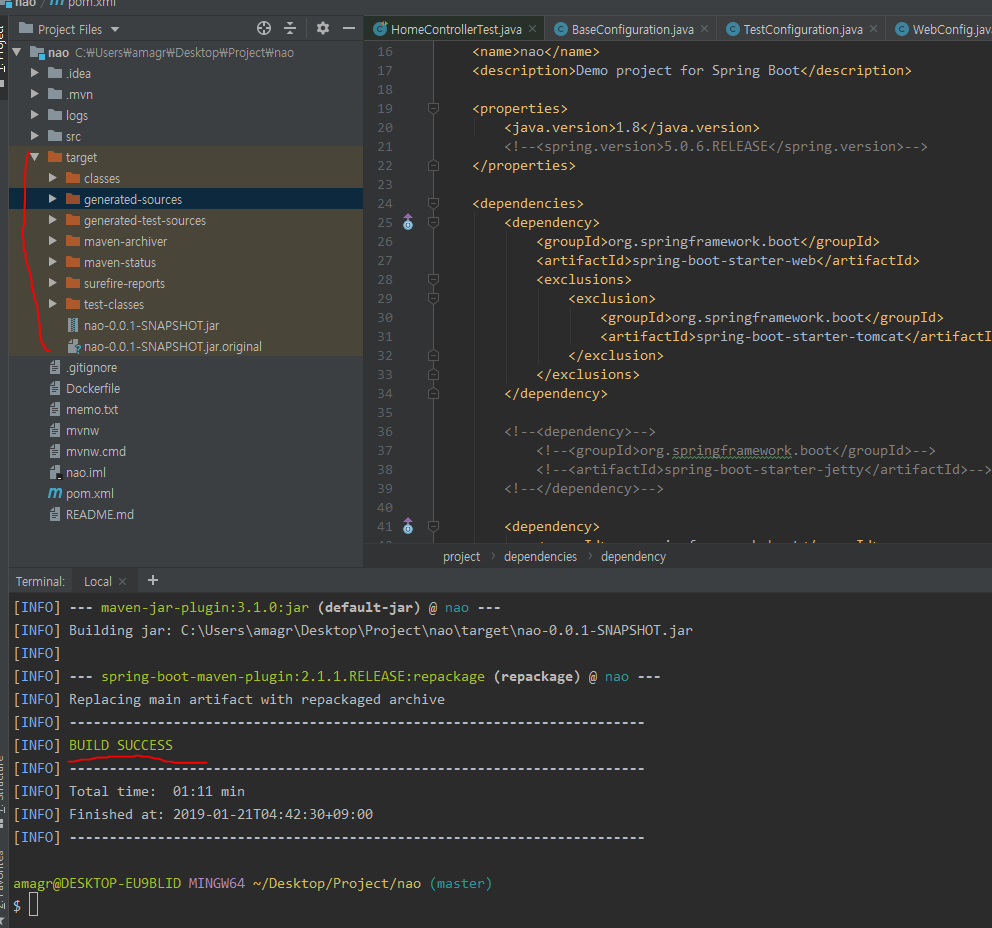 nao / m pom.xml
Project Files
nao C:₩Users₩amagr₩Desktop₩Project₩nao
.idea
.mvn
logs
src
target
classes
generated-sources
generated-test-sources
maven-archiver
maven-status
surefire-reports
test-classes
nao-0.0.1-SNAPSHOT.jar
nao-0.0.1-SNAPSHOT.jar.original
.gitignore
Dockerfile
memo.txt
mvnw
mvnw.cmd
nao.iml
m pom.xml
README.md
HomeControllerTest.java × BaseConfiguration.java × TestConfiguration.java × WebConfig.java
16 <name>nao</name>
17 <description>Demo project for Spring Boot</description>
18
19 <properties>
20 <java.version>1.8</java.version>
21 <!--<spring.version>5.0.6.RELEASE</spring.version>-->
22 </properties>
23
24 <dependencies>
25 <dependency>
26 <groupId>org.springframework.boot</groupId>
27 <artifactId>spring-boot-starter-web</artifactId>
28 <exclusions>
29 <exclusion>
30 <groupId>org.springframework.boot</groupId>
31 <artifactId>spring-boot-starter-tomcat</artifactI
32 </exclusion>
33 </exclusions>
34 </dependency>
35
36 <!--<dependency>-->
37 <!--<groupId>org.springframework.boot</groupId>-->
38 <!--<artifactId>spring-boot-starter-jetty</artifactId>-->
39 <!--</dependency>-->
40
41 <dependency>
project › dependencies › dependency
Terminal: Local × +
[INFO] --- maven-jar-plugin:3.1.0:jar (default-jar) @ nao ---
[INFO] Building jar: C:\Users\amagr\Desktop\Project\nao\target\nao-0.0.1-SNAPSHOT.jar
[INFO]
[INFO] --- spring-boot-maven-plugin:2.1.1.RELEASE:repackage (repackage) @ nao ---
[INFO] Replacing main artifact with repackaged archive
[INFO] ------------------------------------------------------------------------
[INFO] BUILD SUCCESS
[INFO] ------------------------------------------------------------------------
[INFO] Total time:  01:11 min
[INFO] Finished at: 2019-01-21T04:42:30+09:00
[INFO] ------------------------------------------------------------------------
amagr@DESKTOP-EU9BLID MINGW64 ~/Desktop/Project/nao (master)
$